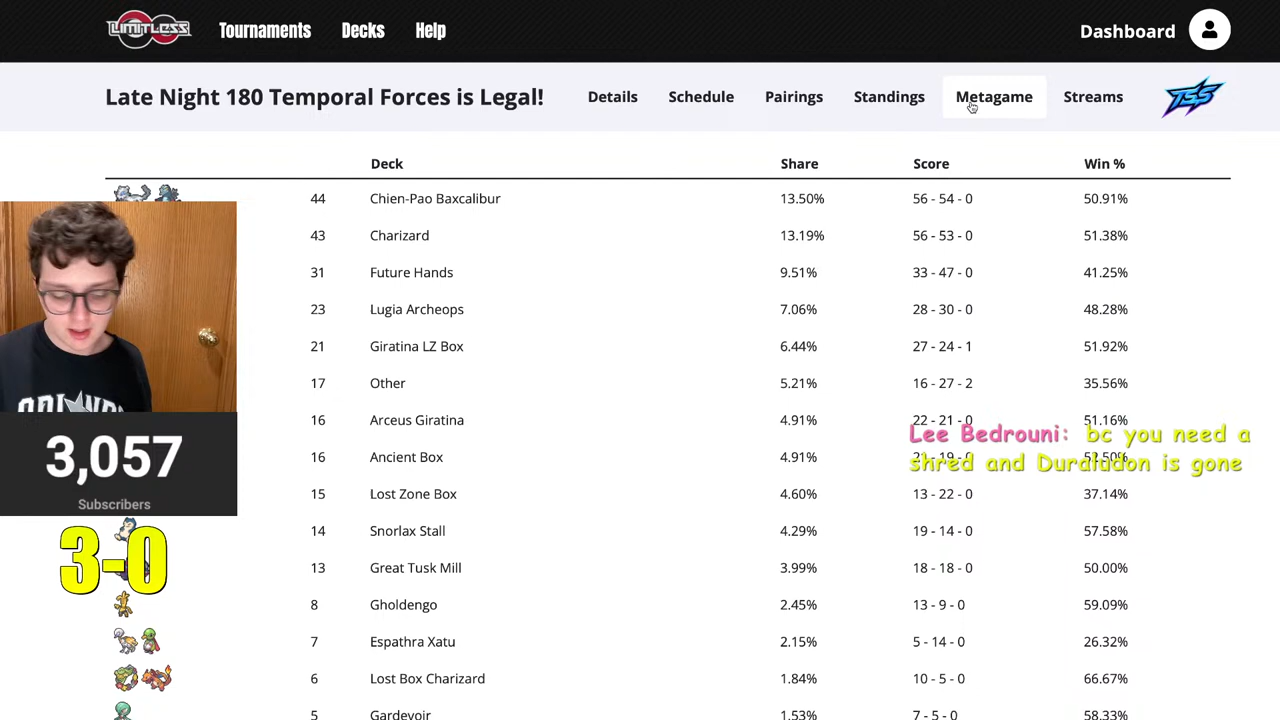 LIMITLESS Tournaments Decks Help Dashboard
Late Night 180 Temporal Forces is Legal! Details Schedule Pairings Standings Metagame Streams TSS
Deck Share Score Win %
44 Chien-Pao Baxcalibur 13.50% 56 - 54 - 0 50.91%
43 Charizard 13.19% 56 - 53 - 0 51.38%
31 Future Hands 9.51% 33 - 47 - 0 41.25%
23 Lugia Archeops 7.06% 28 - 30 - 0 48.28%
21 Giratina LZ Box 6.44% 27 - 24 - 1 51.92%
17 Other 5.21% 16 - 27 - 2 35.56%
16 Arceus Giratina 4.91% 22 - 21 - 0 51.16%
Lee Bedrouni: bc you need a
16 Ancient Box 4.91% 19 - 0
shred and Duraludon is gone
15 Lost Zone Box 4.60% 13 - 22 - 0 37.14%
14 Snorlax Stall 4.29% 19 - 14 - 0 57.58%
13 Great Tusk Mill 3.99% 18 - 18 - 0 50.00%
8 Gholdengo 2.45% 13 - 9 - 0 59.09%
7 Espathra Xatu 2.15% 5 - 14 - 0 26.32%
6 Lost Box Charizard 1.84% 10 - 5 - 0 66.67%
5 Gardevoir 1.53% 7 - 5 - 0 58.33%
3,057
Subscribers
3-0